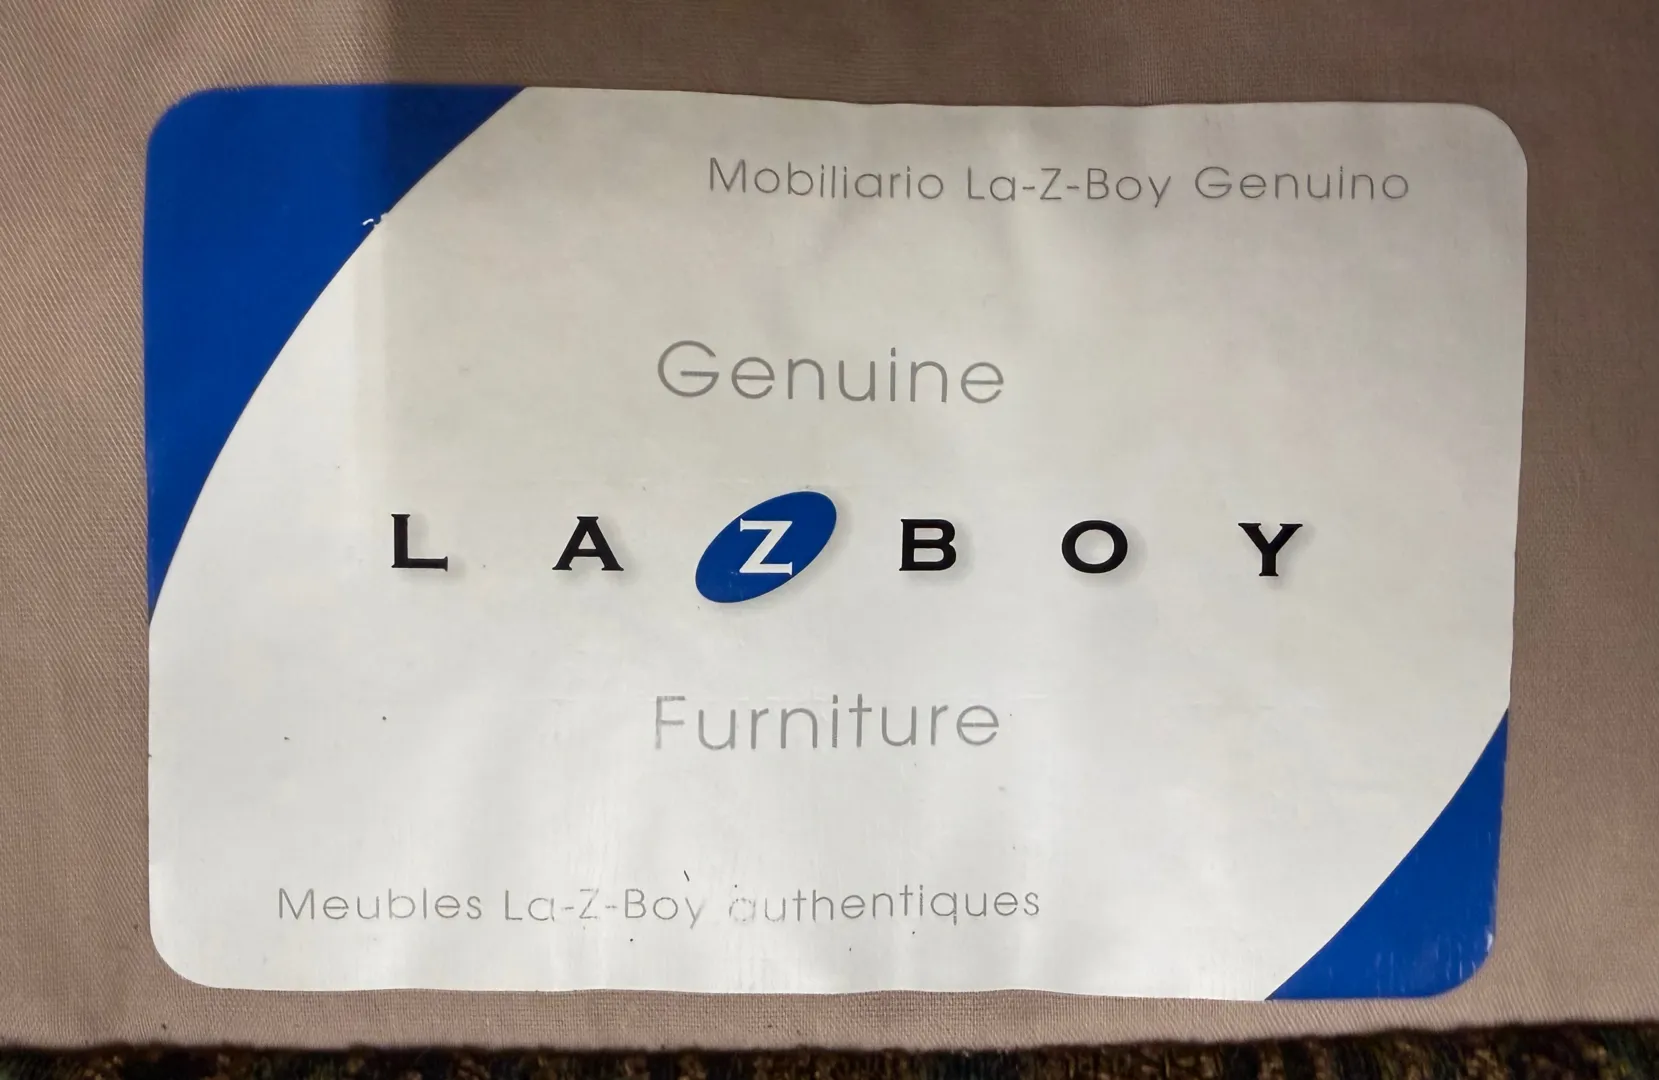 Mobiliario La-Z-Boy Genuino
Genuine
LAZBOY
Furniture
Meubles La-Z-Boy authentiques